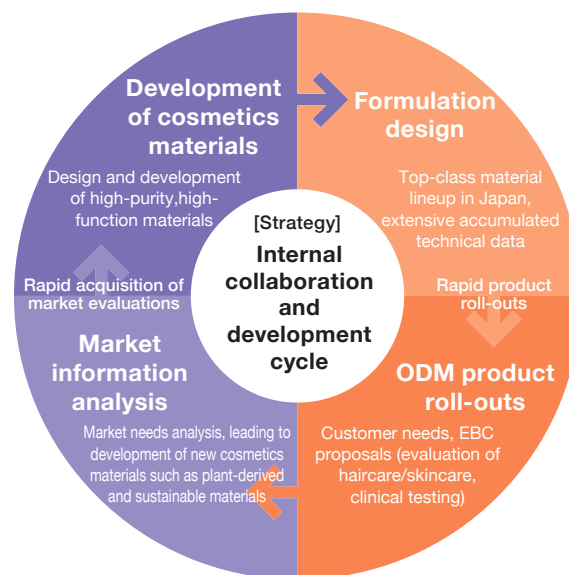 Development
of cosmetics
materials
Design and development
of high-purity,high-
function materials
Formulation
design
Top-class material
lineup in Japan,
extensive accumulated
technical data
[Strategy]
Internal
collaboration
and
development
cycle
Rapid acquisition of
market evaluations
Rapid product
roll-outs
Market
information
analysis
Market needs analysis, leading to
development of new cosmetics
materials such as plant-derived
and sustainable materials
ODM product
roll-outs
Customer needs, EBC
proposals (evaluation of
haircare/skincare,
clinical testing)